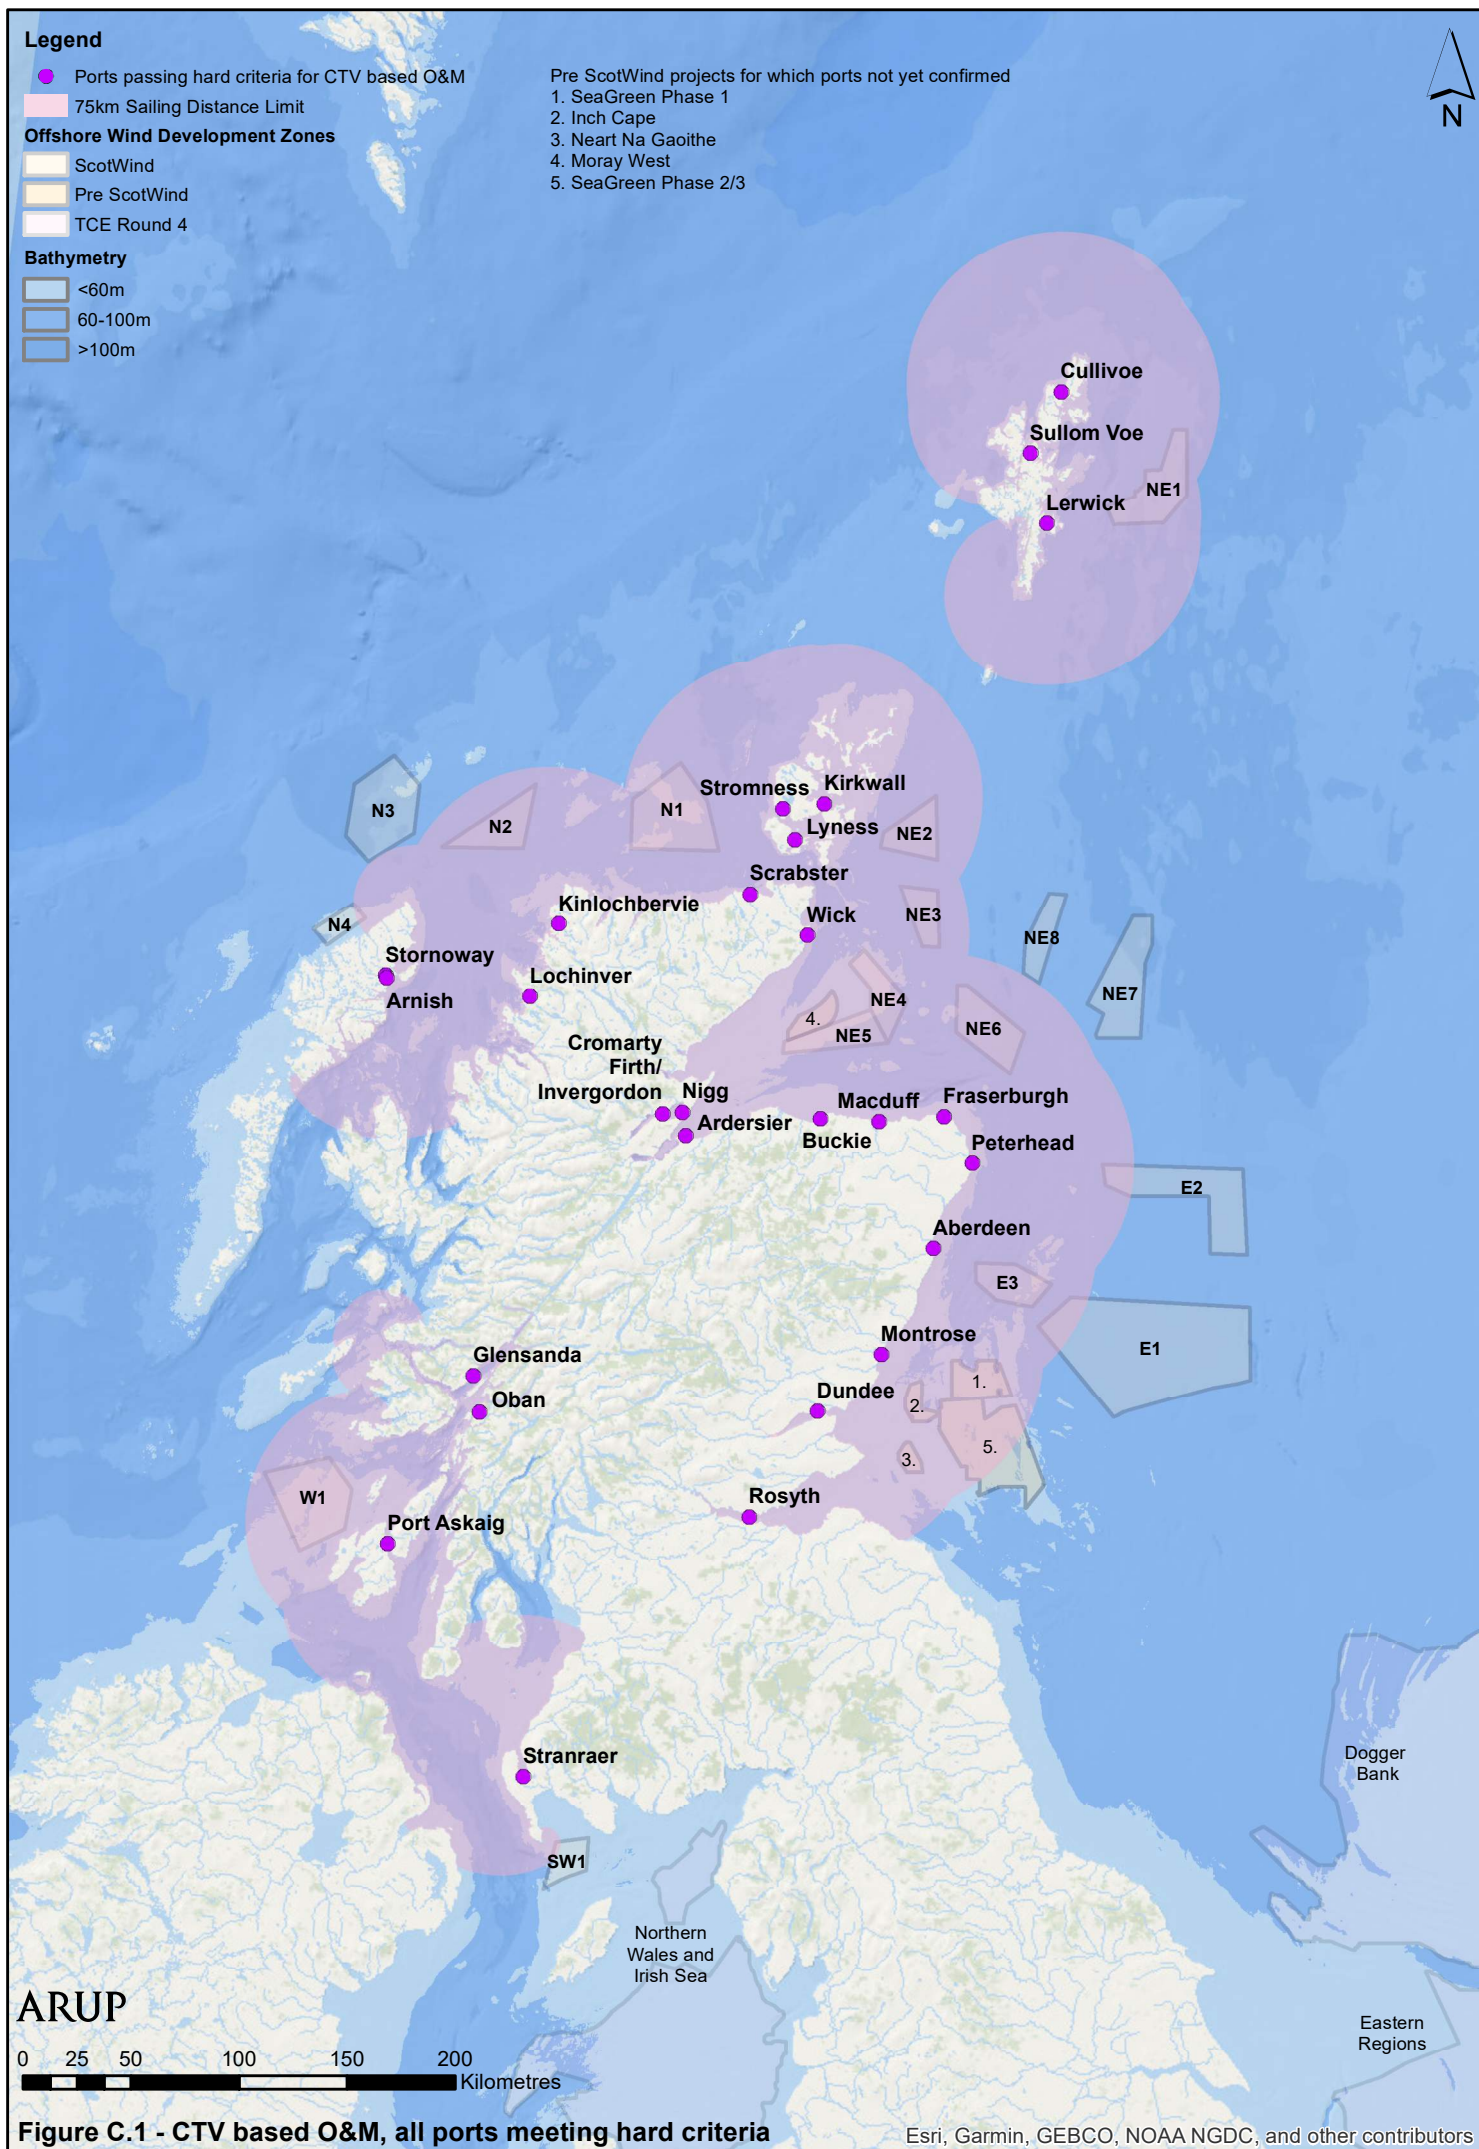 Legend
Ports passing hard criteria for CTV based O&M
75km Sailing Distance Limit
Offshore Wind Development Zones
ScotWind
Pre ScotWind
TCE Round 4
Bathymetry
<60m
60-100m
>100m
Pre ScotWind projects for which ports not yet confirmed
1. SeaGreen Phase 1
2. Inch Cape
3. Neart Na Gaoithe
4. Moray West
5. SeaGreen Phase 2/3
N
Cullivoe
Sullom Voe
NE1
Lerwick
N3
N2
N1
Stromness
Kirkwall
Lyness
NE2
Scrabster
Kinlochbervie
Wick
NE3
N4
NE8
Stornoway
Lochinver
Arnish
NE4
NE7
4.
NE5
NE6
Cromarty
Firth/
Invergordon
Nigg
Ardersier
Macduff
Fraserburgh
Buckie
Peterhead
E2
Aberdeen
E3
Montrose
E1
Glensanda
Oban
Dundee
1.
2.
5.
3.
W1
Rosyth
Port Askaig
Stranraer
SW1
Dogger
Bank
Northern
Wales and
Irish Sea
Eastern
Regions
ARUP
0 25 50 100 150 200
Kilometres
Figure C.1 - CTV based O&M, all ports meeting hard criteria
Esri, Garmin, GEBCO, NOAA NGDC, and other contributors